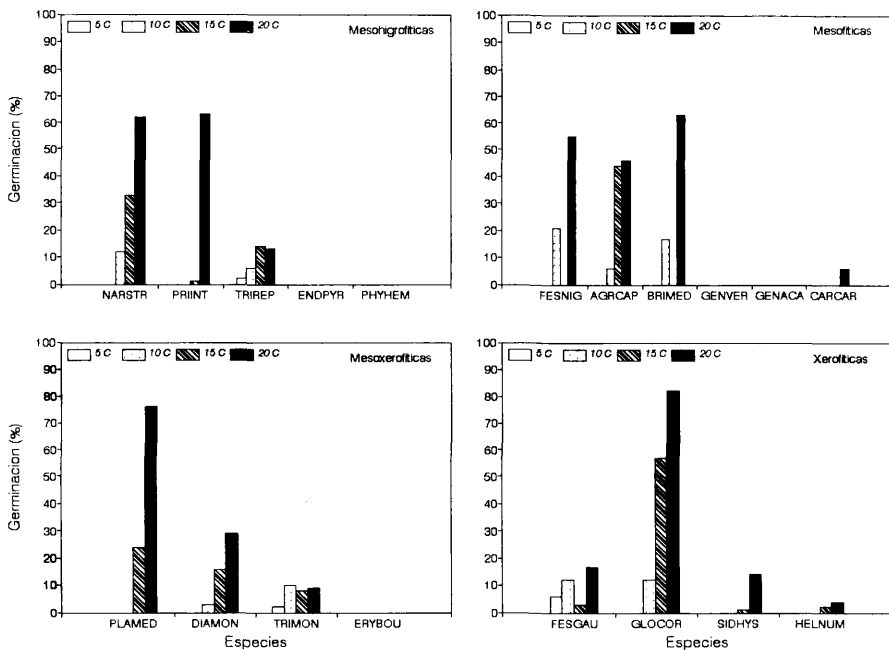 100
90
80
70
60
50
40
30
20
10
0
Germinacion (%)
5 C 10 C 15 C 20 C
Mesohigrofíticas
NARSTR PRIINT TRIREP ENDPYR PHYHEM
100
90
80
70
60
50
40
30
20
10
0
5 C 10 C 15 C 20 C
Mesofíticas
FESNIG AGRCAP BRIMED GENVER GENACA CARCAR
100
90
80
70
60
50
40
30
20
10
0
Germinacion (%)
5 C 10 C 15 C 20 C
Mesoxerofíticas
PLAMED DIAMON TRIMON ERYBOU
Especies
100
90
80
70
60
50
40
30
20
10
0
5 C 10 C 15 C 20 C
Xerofíticas
FESGAU GLOCOR SIDHYS HELNUM
Especies